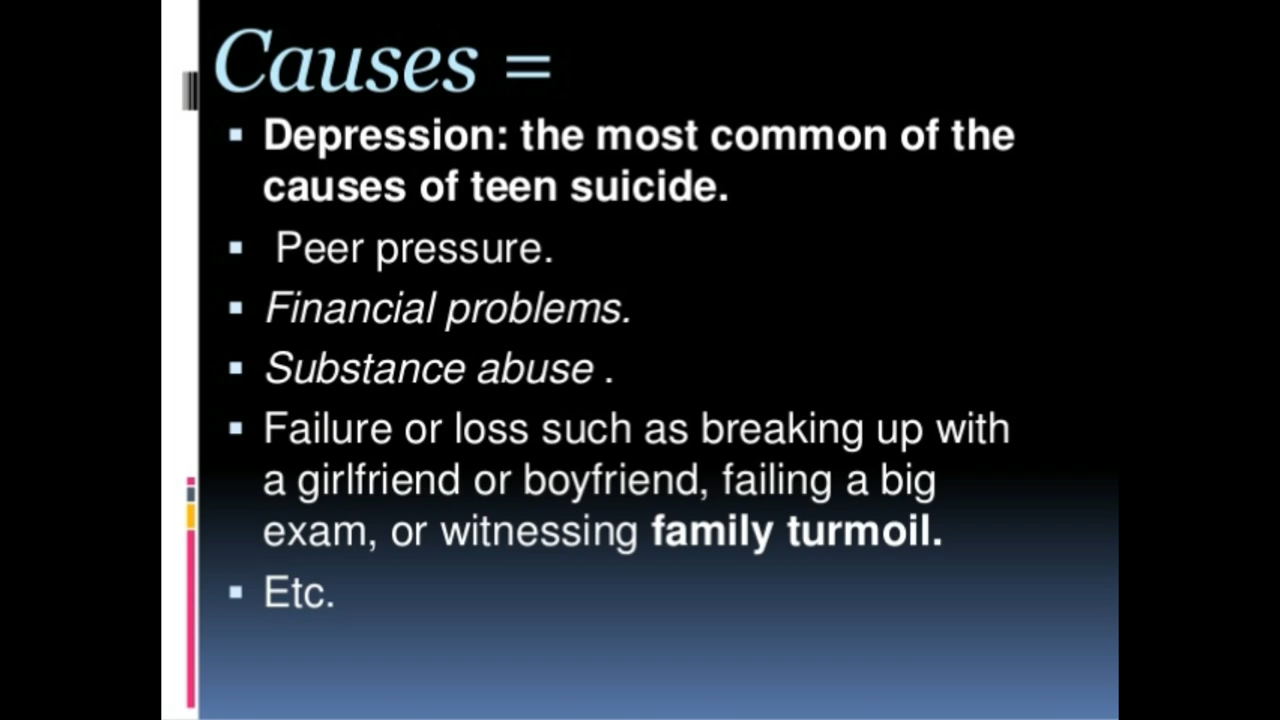 Causes =
Depression: the most common of the
causes of teen suicide.
Peer pressure.
Financial problems.
Substance abuse .
Failure or loss such as breaking up with
a girlfriend or boyfriend, failing a big
exam, or witnessing family turmoil.
Etc.